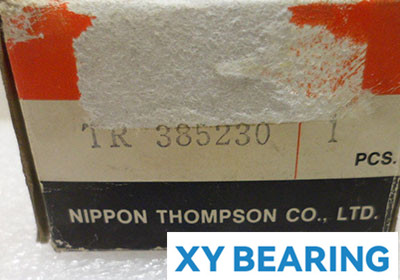 TR 385230 1
PCS.
NIPPON THOMPSON CO., LTD.
XY BEARING